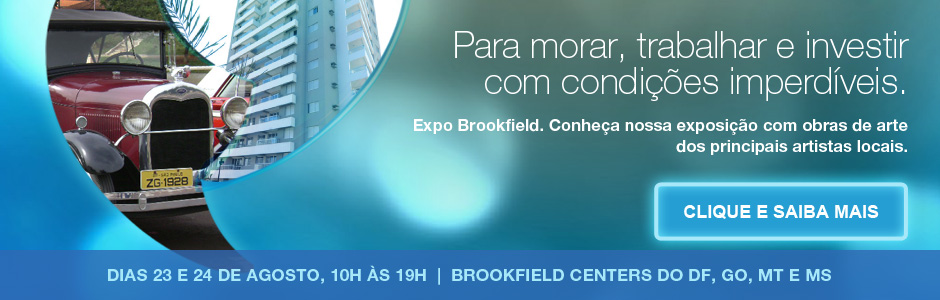 Para morar, trabalhar e investir
com condições imperdíveis.
Expo Brookfield. Conheça nossa exposição com obras de arte
dos principais artistas locais.
ZG·1928
CLIQUE E SAIBA MAIS
DIAS 23 E 24 DE AGOSTO, 10H ÀS 19H | BROOKFIELD CENTERS DO DF, GO, MT E MS